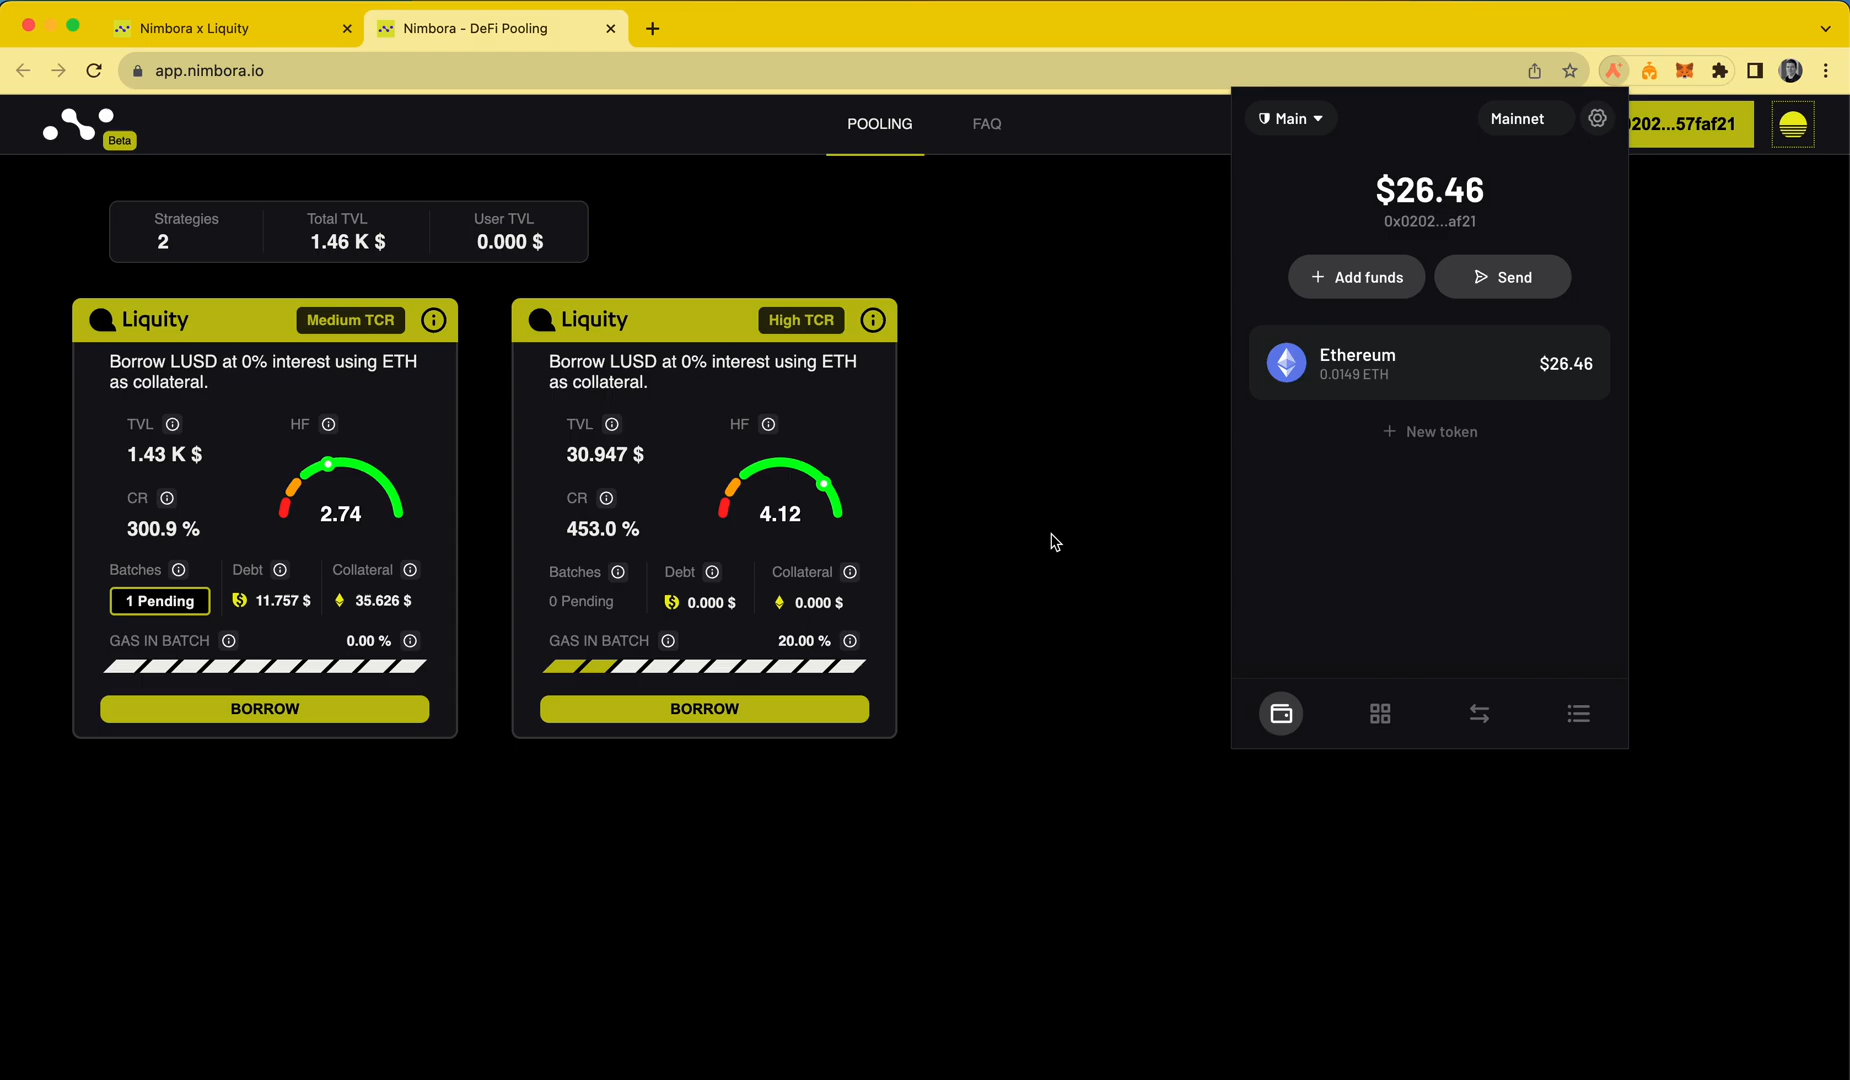 Nimbora x Liquity
Nimbora - DeFi Pooling
app.nimbora.io
Beta
POOLING
FAQ
202...57faf21
Strategies
2
Total TVL
1.46 K $
User TVL
0.000 $
Liquity
Medium TCR
Borrow LUSD at 0% interest using ETH
as collateral.
TVL
1.43 K $
HF
2.74
CR
300.9 %
Batches
1 Pending
Debt
11.757 $
Collateral
35.626 $
GAS IN BATCH
0.00 %
BORROW
Liquity
High TCR
Borrow LUSD at 0% interest using ETH
as collateral.
TVL
30.947 $
HF
4.12
CR
453.0 %
Batches
0 Pending
Debt
0.000 $
Collateral
0.000 $
GAS IN BATCH
20.00 %
BORROW
Main
Mainnet
$26.46
0x0202...af21
Add funds
Send
Ethereum
0.0149 ETH
$26.46
New token